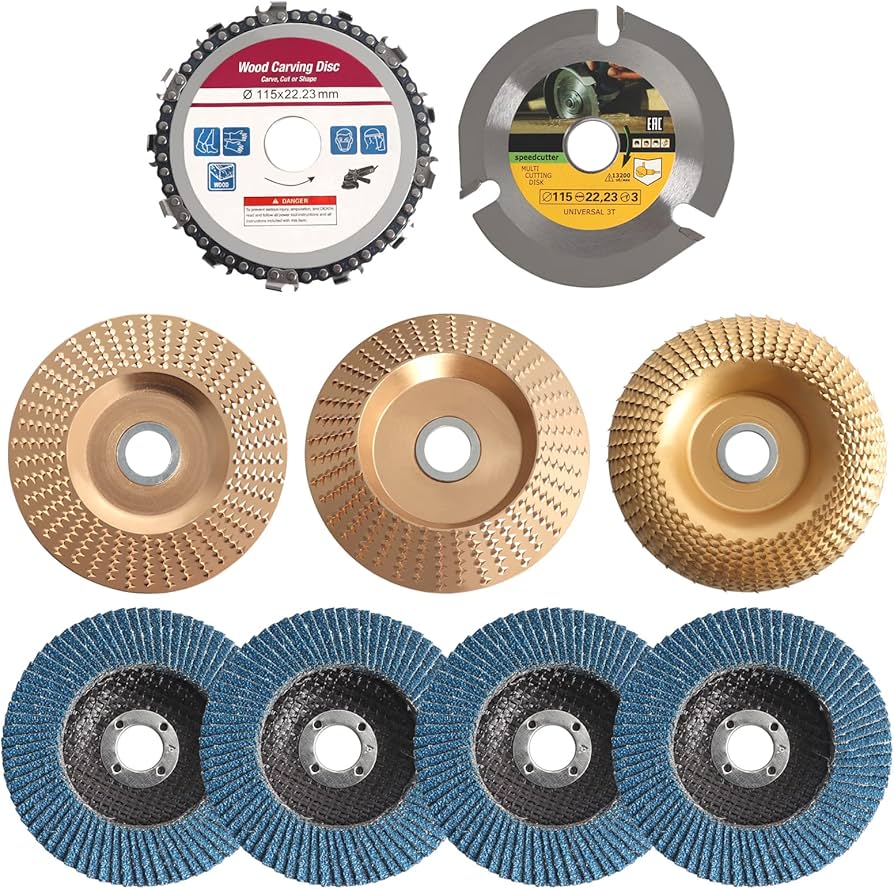 Wood Carving Disc
Carve, Cut or Shape
Ø 115x22.23mm
WOOD
DANGER
To prevent serious injury, amputation, and DEATH,
read and follow all power tool instructions and all
instructions included with this item.
EAC
speedcutter
MULTI
CUTTING
DISK
13200
Ø115 22,23 3
UNIVERSAL 3T